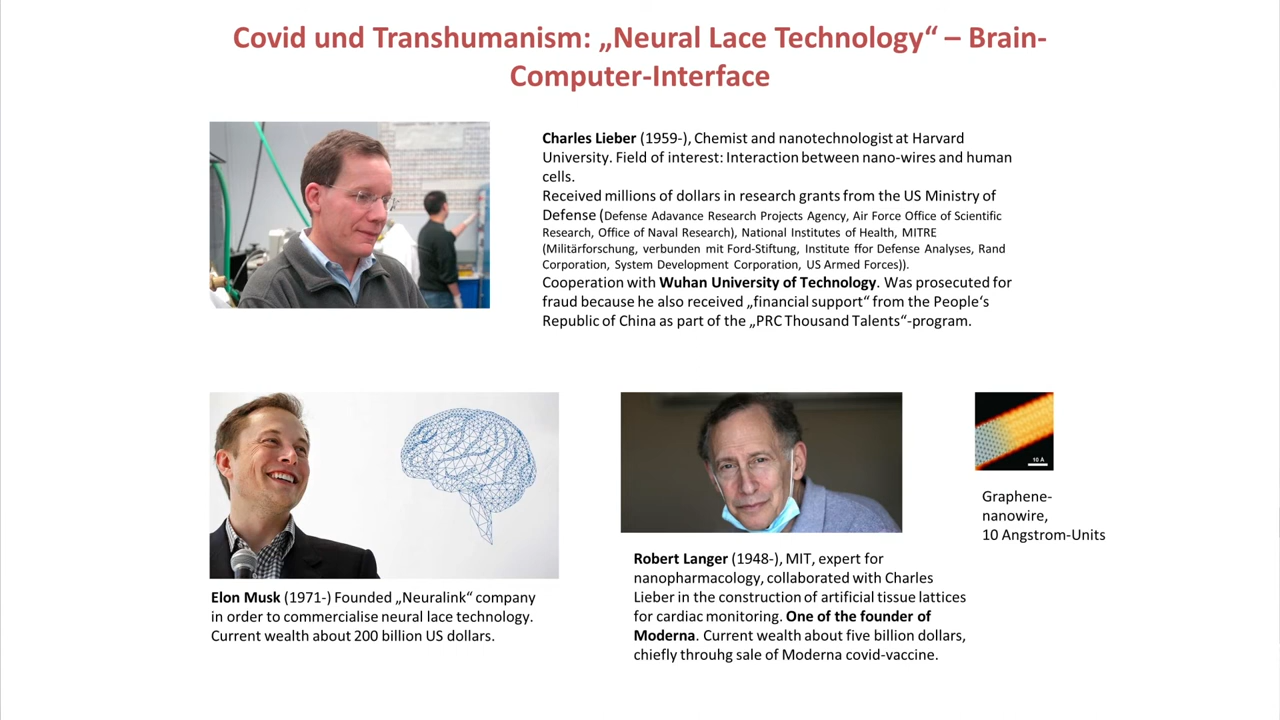 Covid und Transhumanism: „Neural Lace Technology“ – Brain-
Computer-Interface
Charles Lieber (1959-), Chemist and nanotechnologist at Harvard
University. Field of interest: Interaction between nano-wires and human
cells.
Received millions of dollars in research grants from the US Ministry of
Defense (Defense Adavance Research Projects Agency, Air Force Office of Scientific
Research, Office of Naval Research), National Institutes of Health, MITRE
(Militärforschung, verbunden mit Ford-Stiftung, Institute ffor Defense Analyses, Rand
Corporation, System Development Corporation, US Armed Forces)).
Cooperation with Wuhan University of Technology. Was prosecuted for
fraud because he also received „financial support“ from the People‘s
Republic of China as part of the „PRC Thousand Talents“-program.
Elon Musk (1971-) Founded „Neuralink“ company
in order to commercialise neural lace technology.
Current wealth about 200 billion US dollars.
Robert Langer (1948-), MIT, expert for
nanopharmacology, collaborated with Charles
Lieber in the construction of artificial tissue lattices
for cardiac monitoring. One of the founder of
Moderna. Current wealth about five billion dollars,
chiefly throuhg sale of Moderna covid-vaccine.
10 A
Graphene-
nanowire,
10 Angstrom-Units